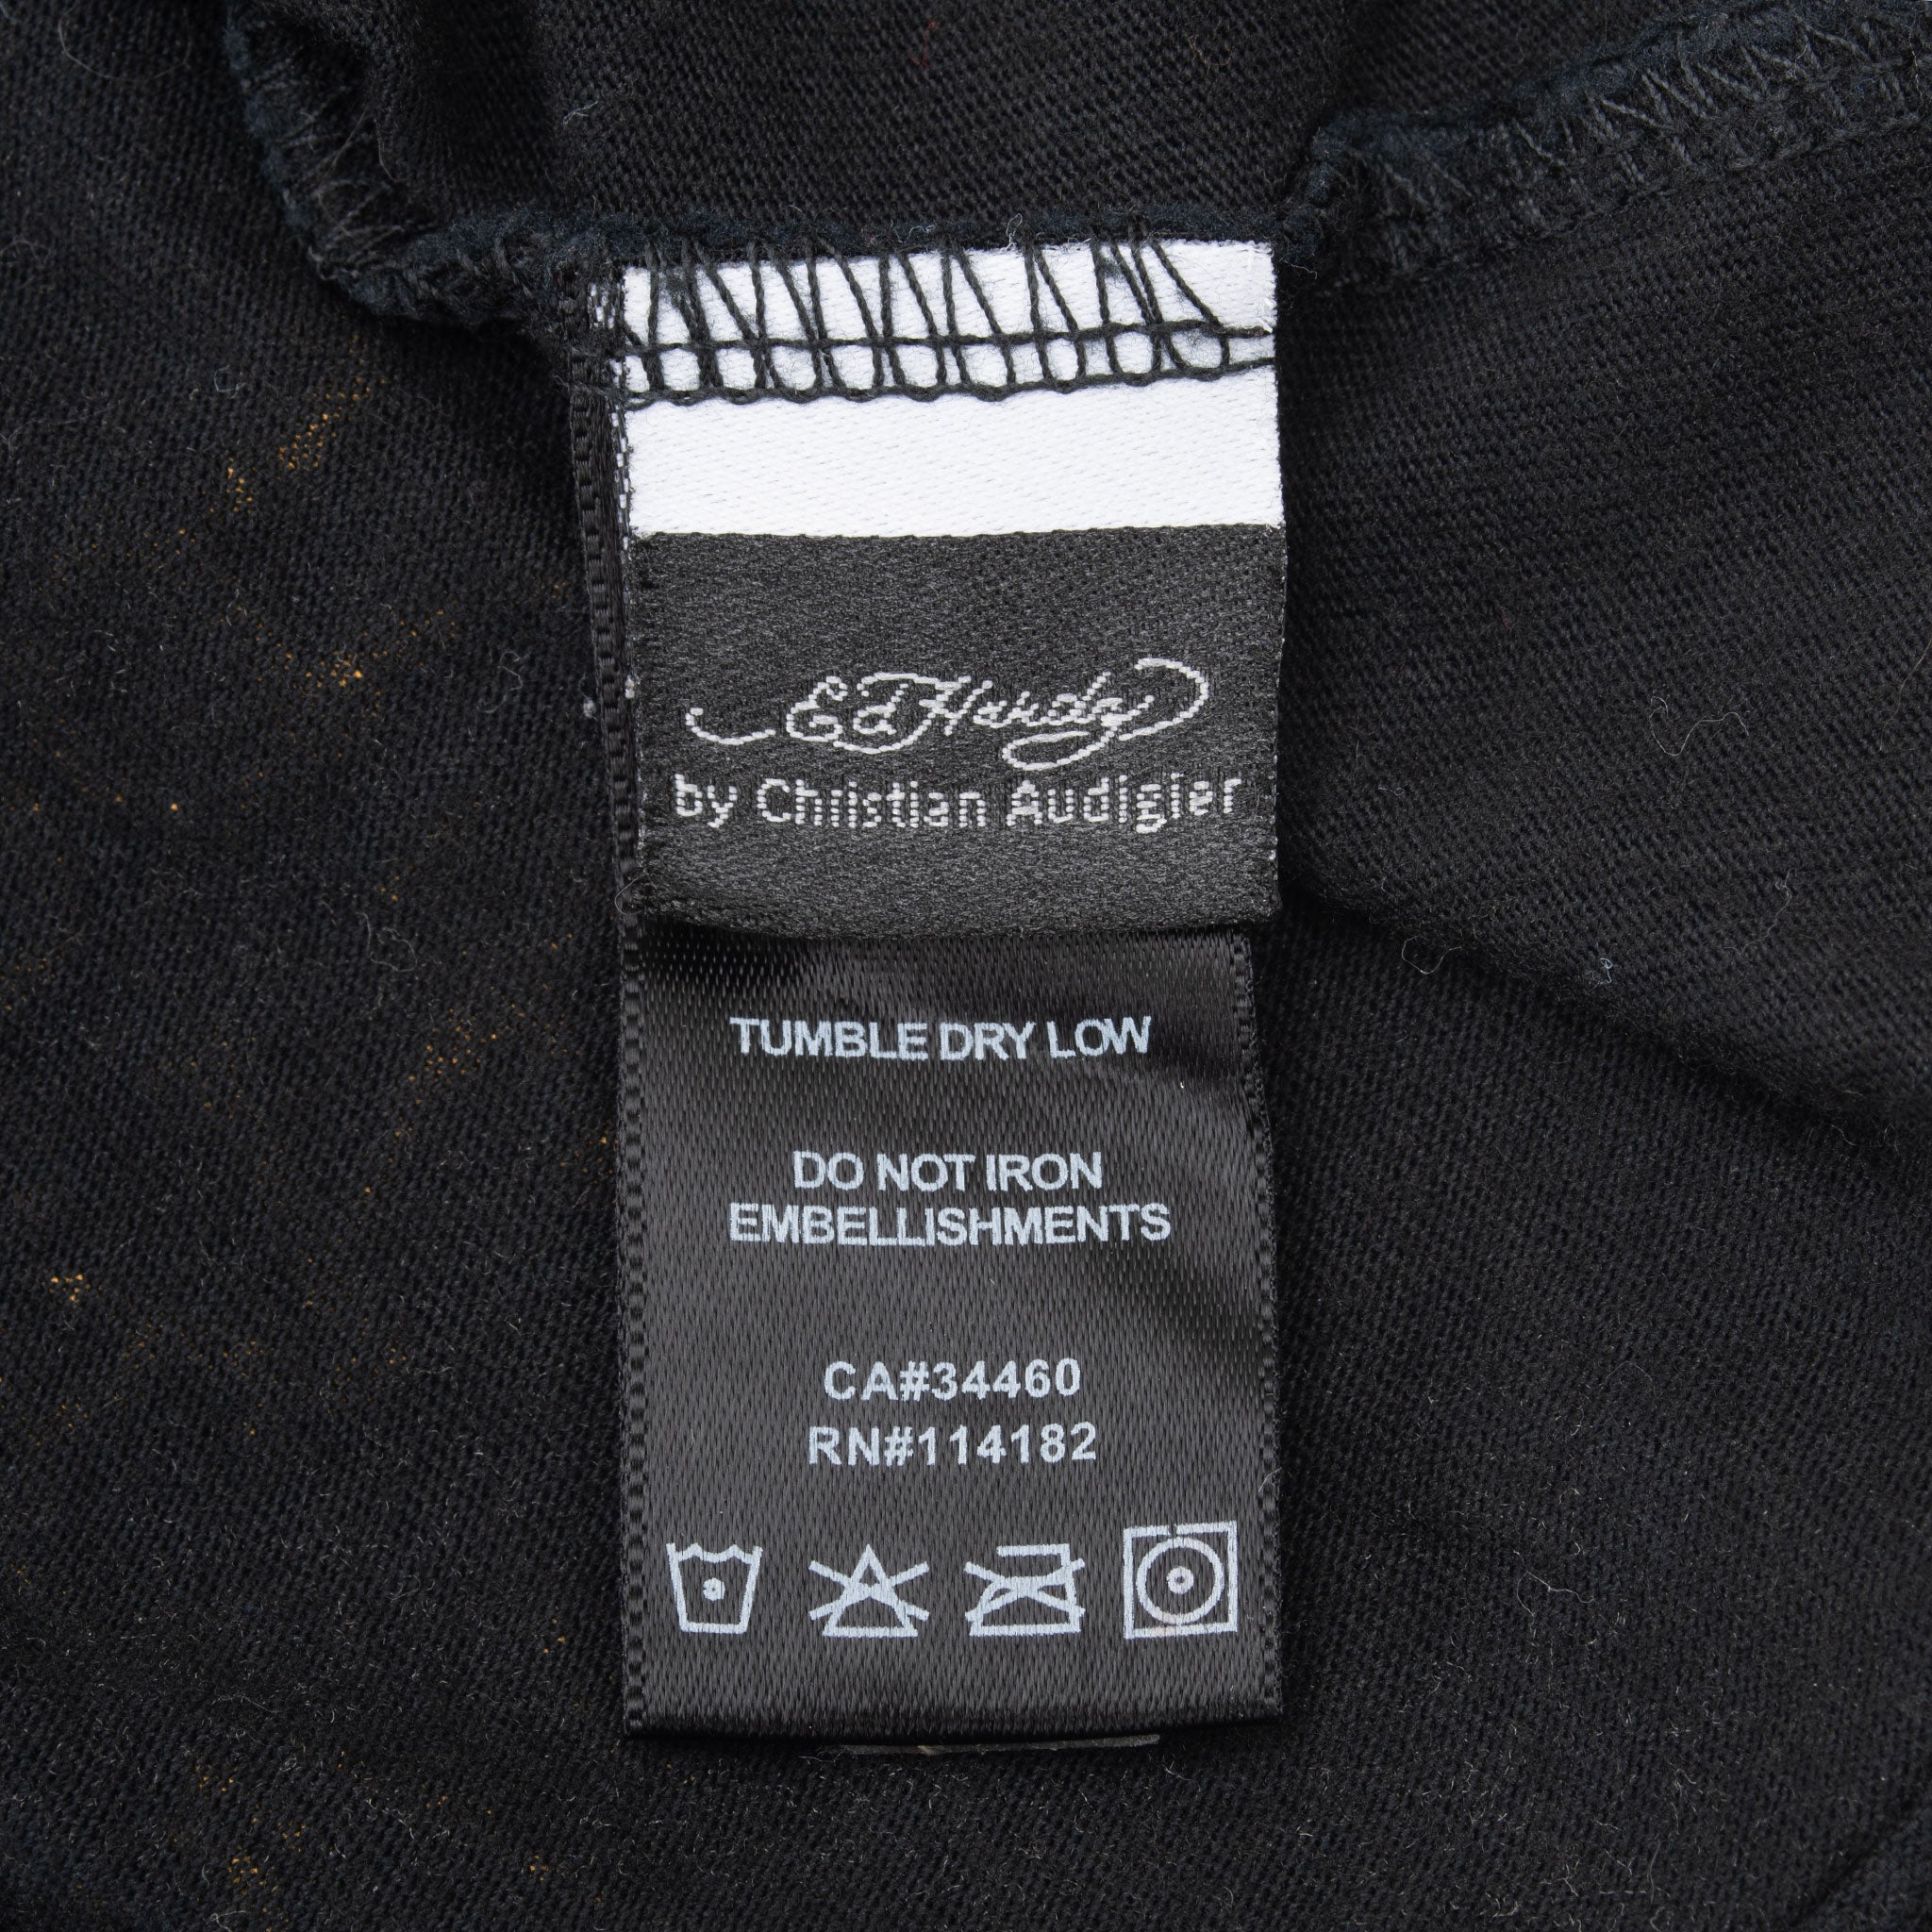 Ed Hardy
by Christian Audigier
TUMBLE DRY LOW
DO NOT IRON
EMBELLISHMENTS
CA#34460
RN#114182